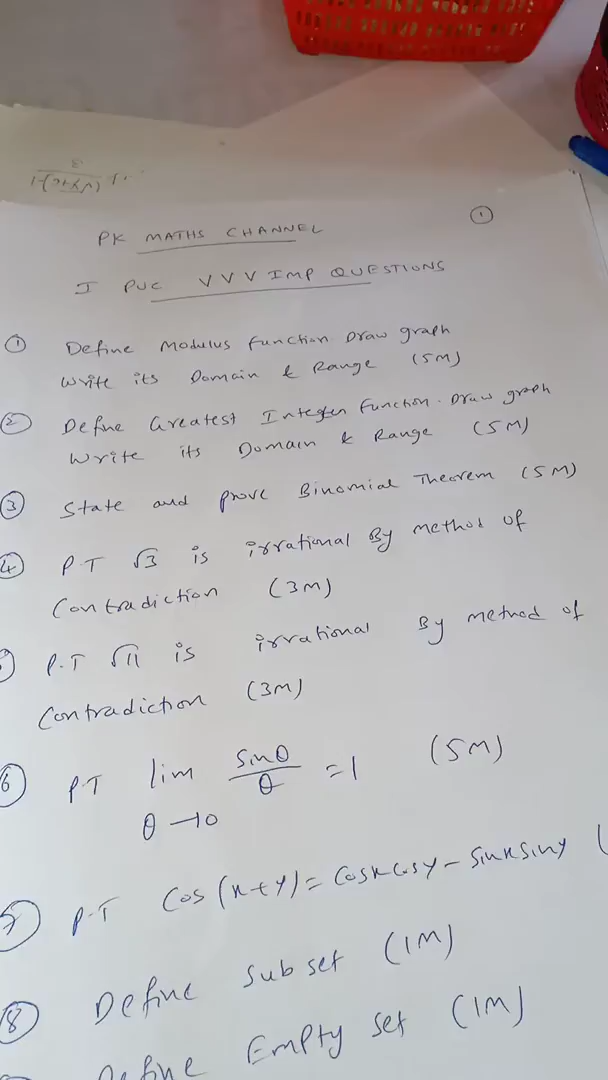 PK MATHS CHANNEL
①
I PUC VVV IMP QUESTIONS
① Define Modulus Function Draw graph
Write its Domain & Range (5M)
② Define Greatest Integer Function. Draw graph
Write its Domain & Range (5M)
③ State and prove Binomial Theorem (5M)
④ P.T √3 is irrational By method of
Contradiction (3M)
P.T √11 is irrational By method of
Contradiction (3M)
⑥ P.T lim sinθ/θ = 1 (5M)
θ→0
⑦ P.T Cos (x+y) = Cosx Cosy - Sinx Siny (
⑧ Define Subset (1M)
Define Empty set (1M)